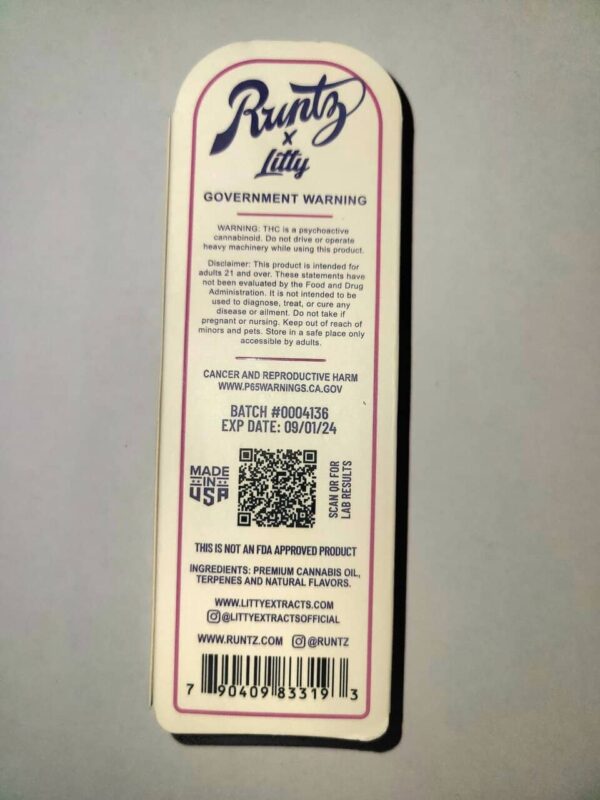 Runtz
x
Litty
GOVERNMENT WARNING
WARNING: THC is a psychoactive
cannabinoid. Do not drive or operate
heavy machinery while using this product.
Disclaimer: This product is intended for
adults 21 and over. These statements have
not been evaluated by the Food and Drug
Administration. It is not intended to be
used to diagnose, treat, or cure any
disease or ailment. Do not take if
pregnant or nursing. Keep out of reach of
minors and pets. Store in a safe place only
accessible by adults.
CANCER AND REPRODUCTIVE HARM
WWW.P65WARNINGS.CA.GOV
BATCH #0004136
EXP DATE: 09/01/24
MADE
IN
USA
SCAN QR FOR
LAB RESULTS
THIS IS NOT AN FDA APPROVED PRODUCT
INGREDIENTS: PREMIUM CANNABIS OIL,
TERPENES AND NATURAL FLAVORS.
WWW.LITTYEXTRACTS.COM
@LITTYEXTRACTSOFFICIAL
WWW.RUNTZ.COM @RUNTZ
7 90409 83319 3